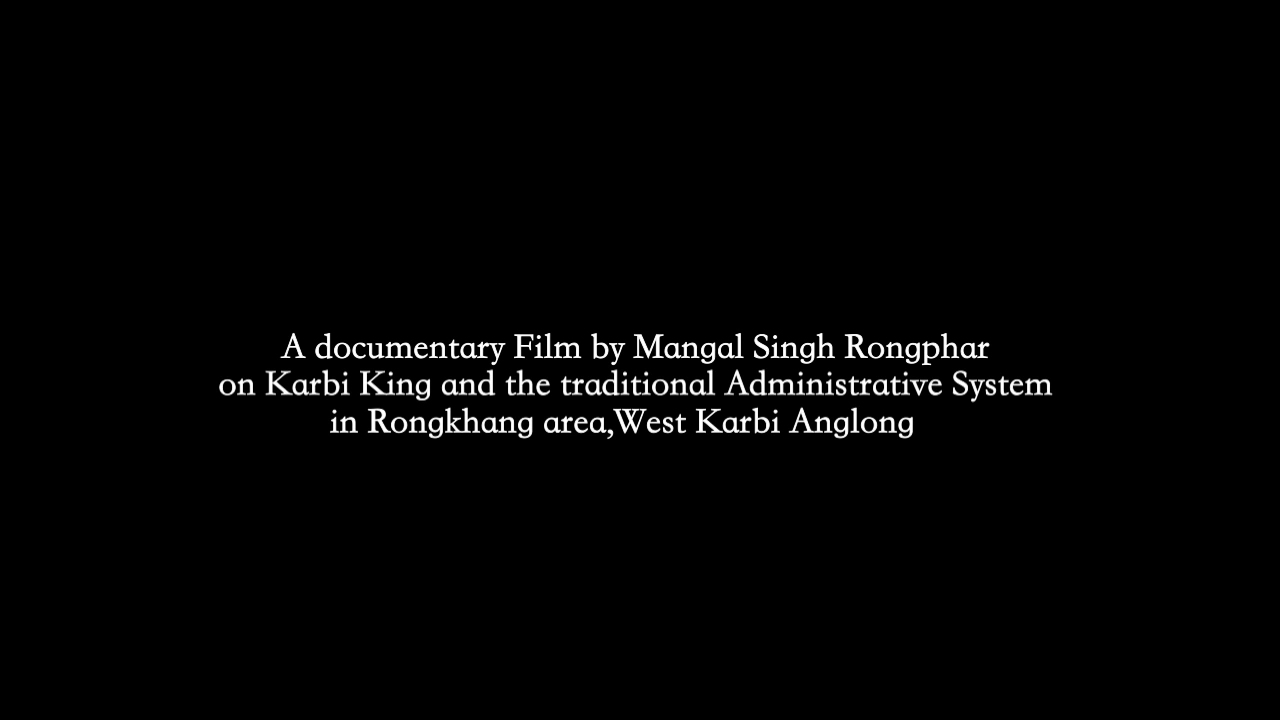 A documentary Film by Mangal Singh Rongphar
on Karbi King and the traditional Administrative System
in Rongkhang area,West Karbi Anglong